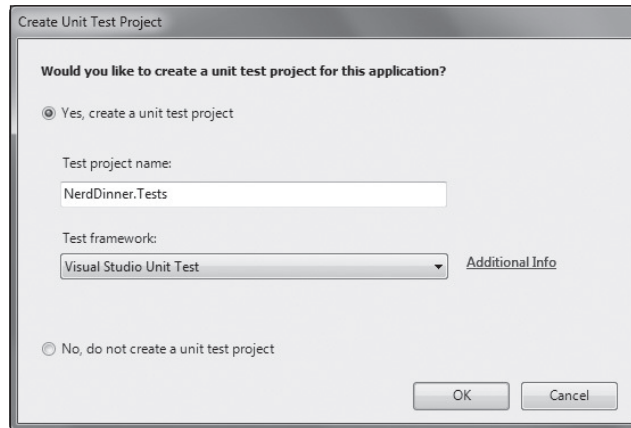 Create Unit Test Project
Would you like to create a unit test project for this application?
Yes, create a unit test project
Test project name:
NerdDinner.Tests
Test framework:
Visual Studio Unit Test
Additional Info
No, do not create a unit test project
OK
Cancel